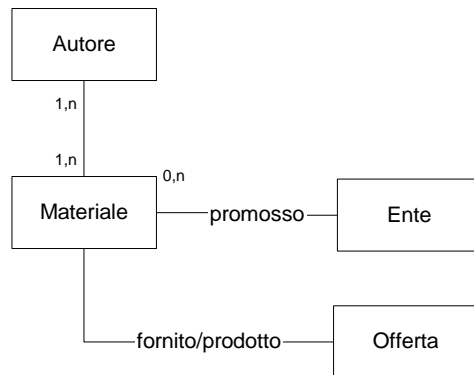 Autore
1,n
1,n
0,n
Materiale
promosso
Ente
fornito/prodotto
Offerta